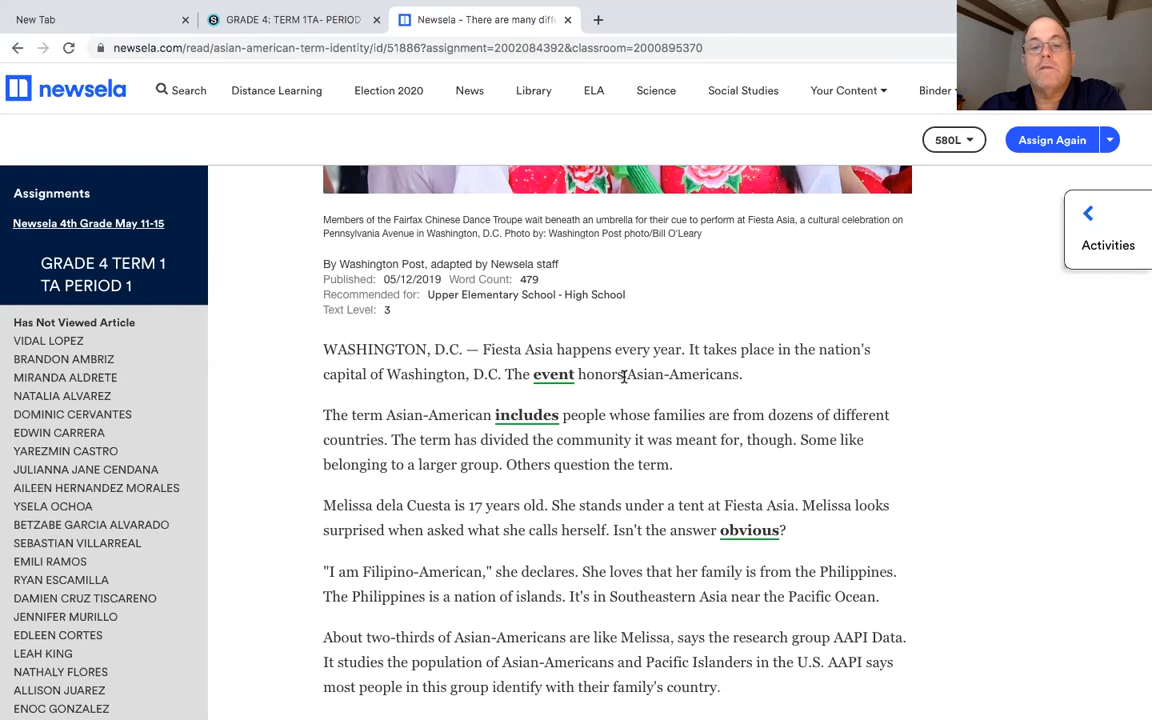 New Tab
GRADE 4: TERM 1TA- PERIOD
Newsela - There are many diff
newsela.com/read/asian-american-term-identity/id/51886?assignment=2002084392&classroom=2000895370
newsela
Search
Distance Learning
Election 2020
News
Library
ELA
Science
Social Studies
Your Content
Binder
580L
Assign Again
Assignments
Newsela 4th Grade May 11-15
GRADE 4 TERM 1
TA PERIOD 1
Has Not Viewed Article
VIDAL LOPEZ
BRANDON AMBRIZ
MIRANDA ALDRETE
NATALIA ALVAREZ
DOMINIC CERVANTES
EDWIN CARRERA
YAREZMIN CASTRO
JULIANNA JANE CENDANA
AILEEN HERNANDEZ MORALES
YSELA OCHOA
BETZABE GARCIA ALVARADO
SEBASTIAN VILLARREAL
EMILI RAMOS
RYAN ESCAMILLA
DAMIEN CRUZ TISCARENO
JENNIFER MURILLO
EDLEEN CORTES
LEAH KING
NATHALY FLORES
ALLISON JUAREZ
ENOC GONZALEZ
Members of the Fairfax Chinese Dance Troupe wait beneath an umbrella for their cue to perform at Fiesta Asia, a cultural celebration on
Pennsylvania Avenue in Washington, D.C. Photo by: Washington Post photo/Bill O'Leary
By Washington Post, adapted by Newsela staff
Published: 05/12/2019 Word Count: 479
Recommended for: Upper Elementary School - High School
Text Level: 3
WASHINGTON, D.C. — Fiesta Asia happens every year. It takes place in the nation's
capital of Washington, D.C. The event honors Asian-Americans.
The term Asian-American includes people whose families are from dozens of different
countries. The term has divided the community it was meant for, though. Some like
belonging to a larger group. Others question the term.
Melissa dela Cuesta is 17 years old. She stands under a tent at Fiesta Asia. Melissa looks
surprised when asked what she calls herself. Isn't the answer obvious?
"I am Filipino-American," she declares. She loves that her family is from the Philippines.
The Philippines is a nation of islands. It's in Southeastern Asia near the Pacific Ocean.
About two-thirds of Asian-Americans are like Melissa, says the research group AAPI Data.
It studies the population of Asian-Americans and Pacific Islanders in the U.S. AAPI says
most people in this group identify with their family's country.
Activities